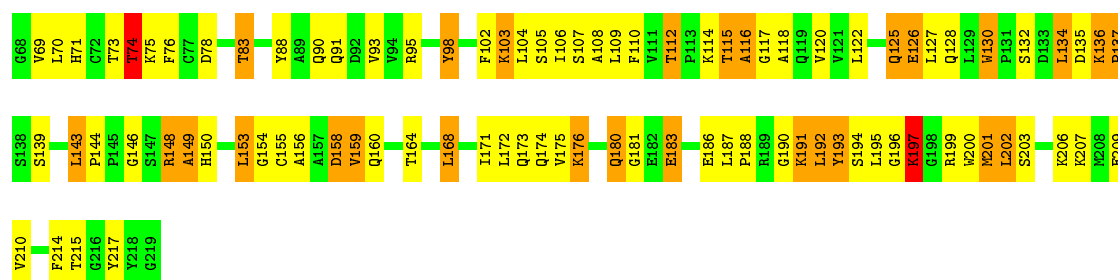 G68 V69 L70 H71 C72 T73 T74 K75 F76 C77 D78 T83 Y88 A89 Q90 Q91 D92 V93 V94 R95 Y98 F102 K103 L104 S105 I106 S107 A108 L109 F110 V111 T112 P113 K114 T115 A116 G117 A118 Q119 V120 V121 L122 Q125 E126 L127 Q128 L129 W130 P131 S132 D133 L134 D135 K136
S138 S139 L143 P144 P145 G146 S147 R148 A149 H150 L153 G154 C155 A156 A157 D158 V159 Q160 T164 L168 I171 L172 Q173 Q174 V175 K176 Q180 G181 E182 E183 E186 L187 P188 R189 G190 K191 L192 Y193 S194 L195 G196 K197 G198 R199 W200 M201 L202 S203 K206 K207 M208
V210 F214 T215 G216 Y217 Y218 G219